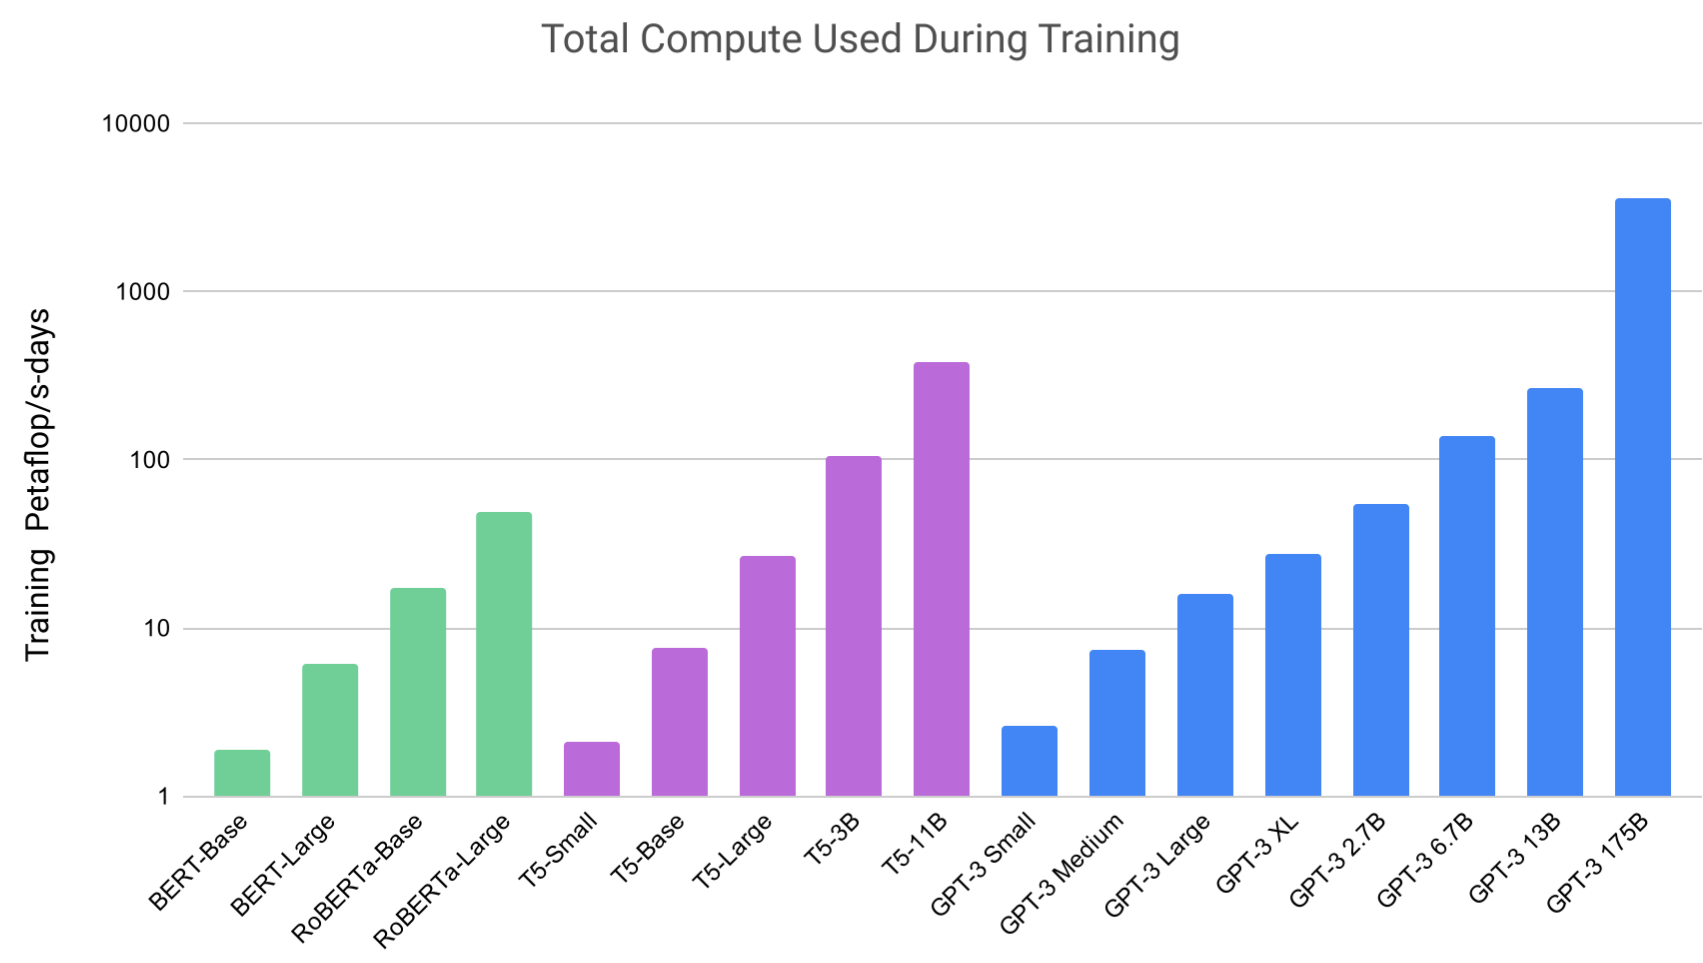 Total Compute Used During Training
Training Petaflop/s-days
10000
1000
100
10
1
BERT-Base
BERT-Large
RoBERTa-Base
RoBERTa-Large
T5-Small
T5-Base
T5-Large
T5-3B
T5-11B
GPT-3 Small
GPT-3 Medium
GPT-3 Large
GPT-3 XL
GPT-3 2.7B
GPT-3 6.7B
GPT-3 13B
GPT-3 175B